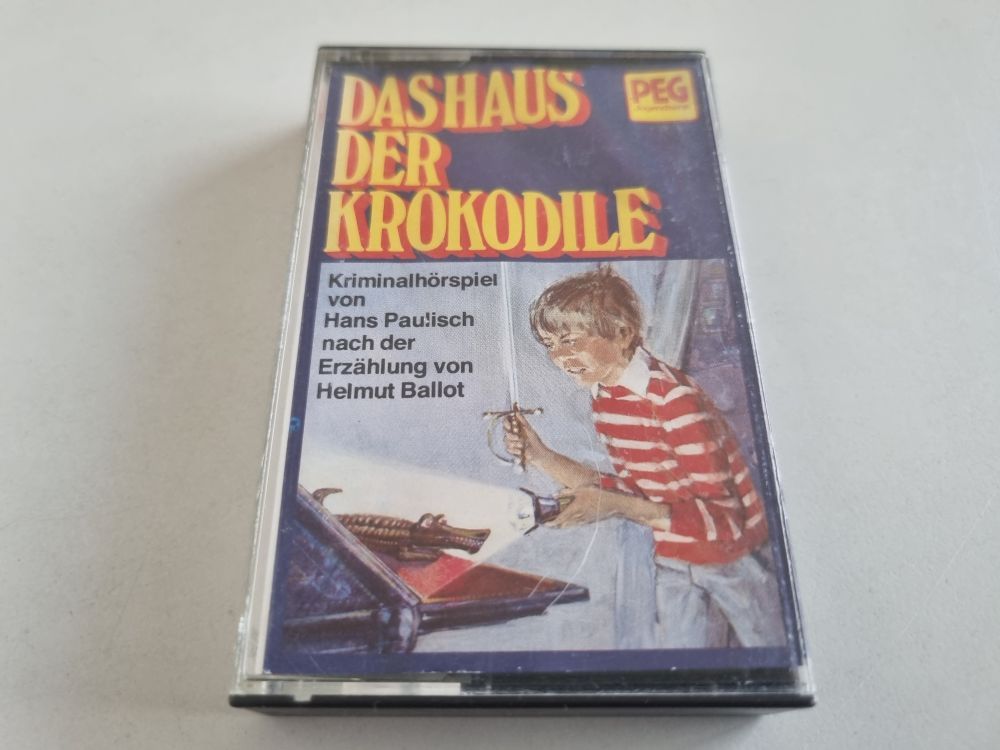 DAS HAUS
DER
KROKODILE
PEG
Kriminalhörspiel
von
Hans Paulisch
nach der
Erzählung von
Helmut Ballot